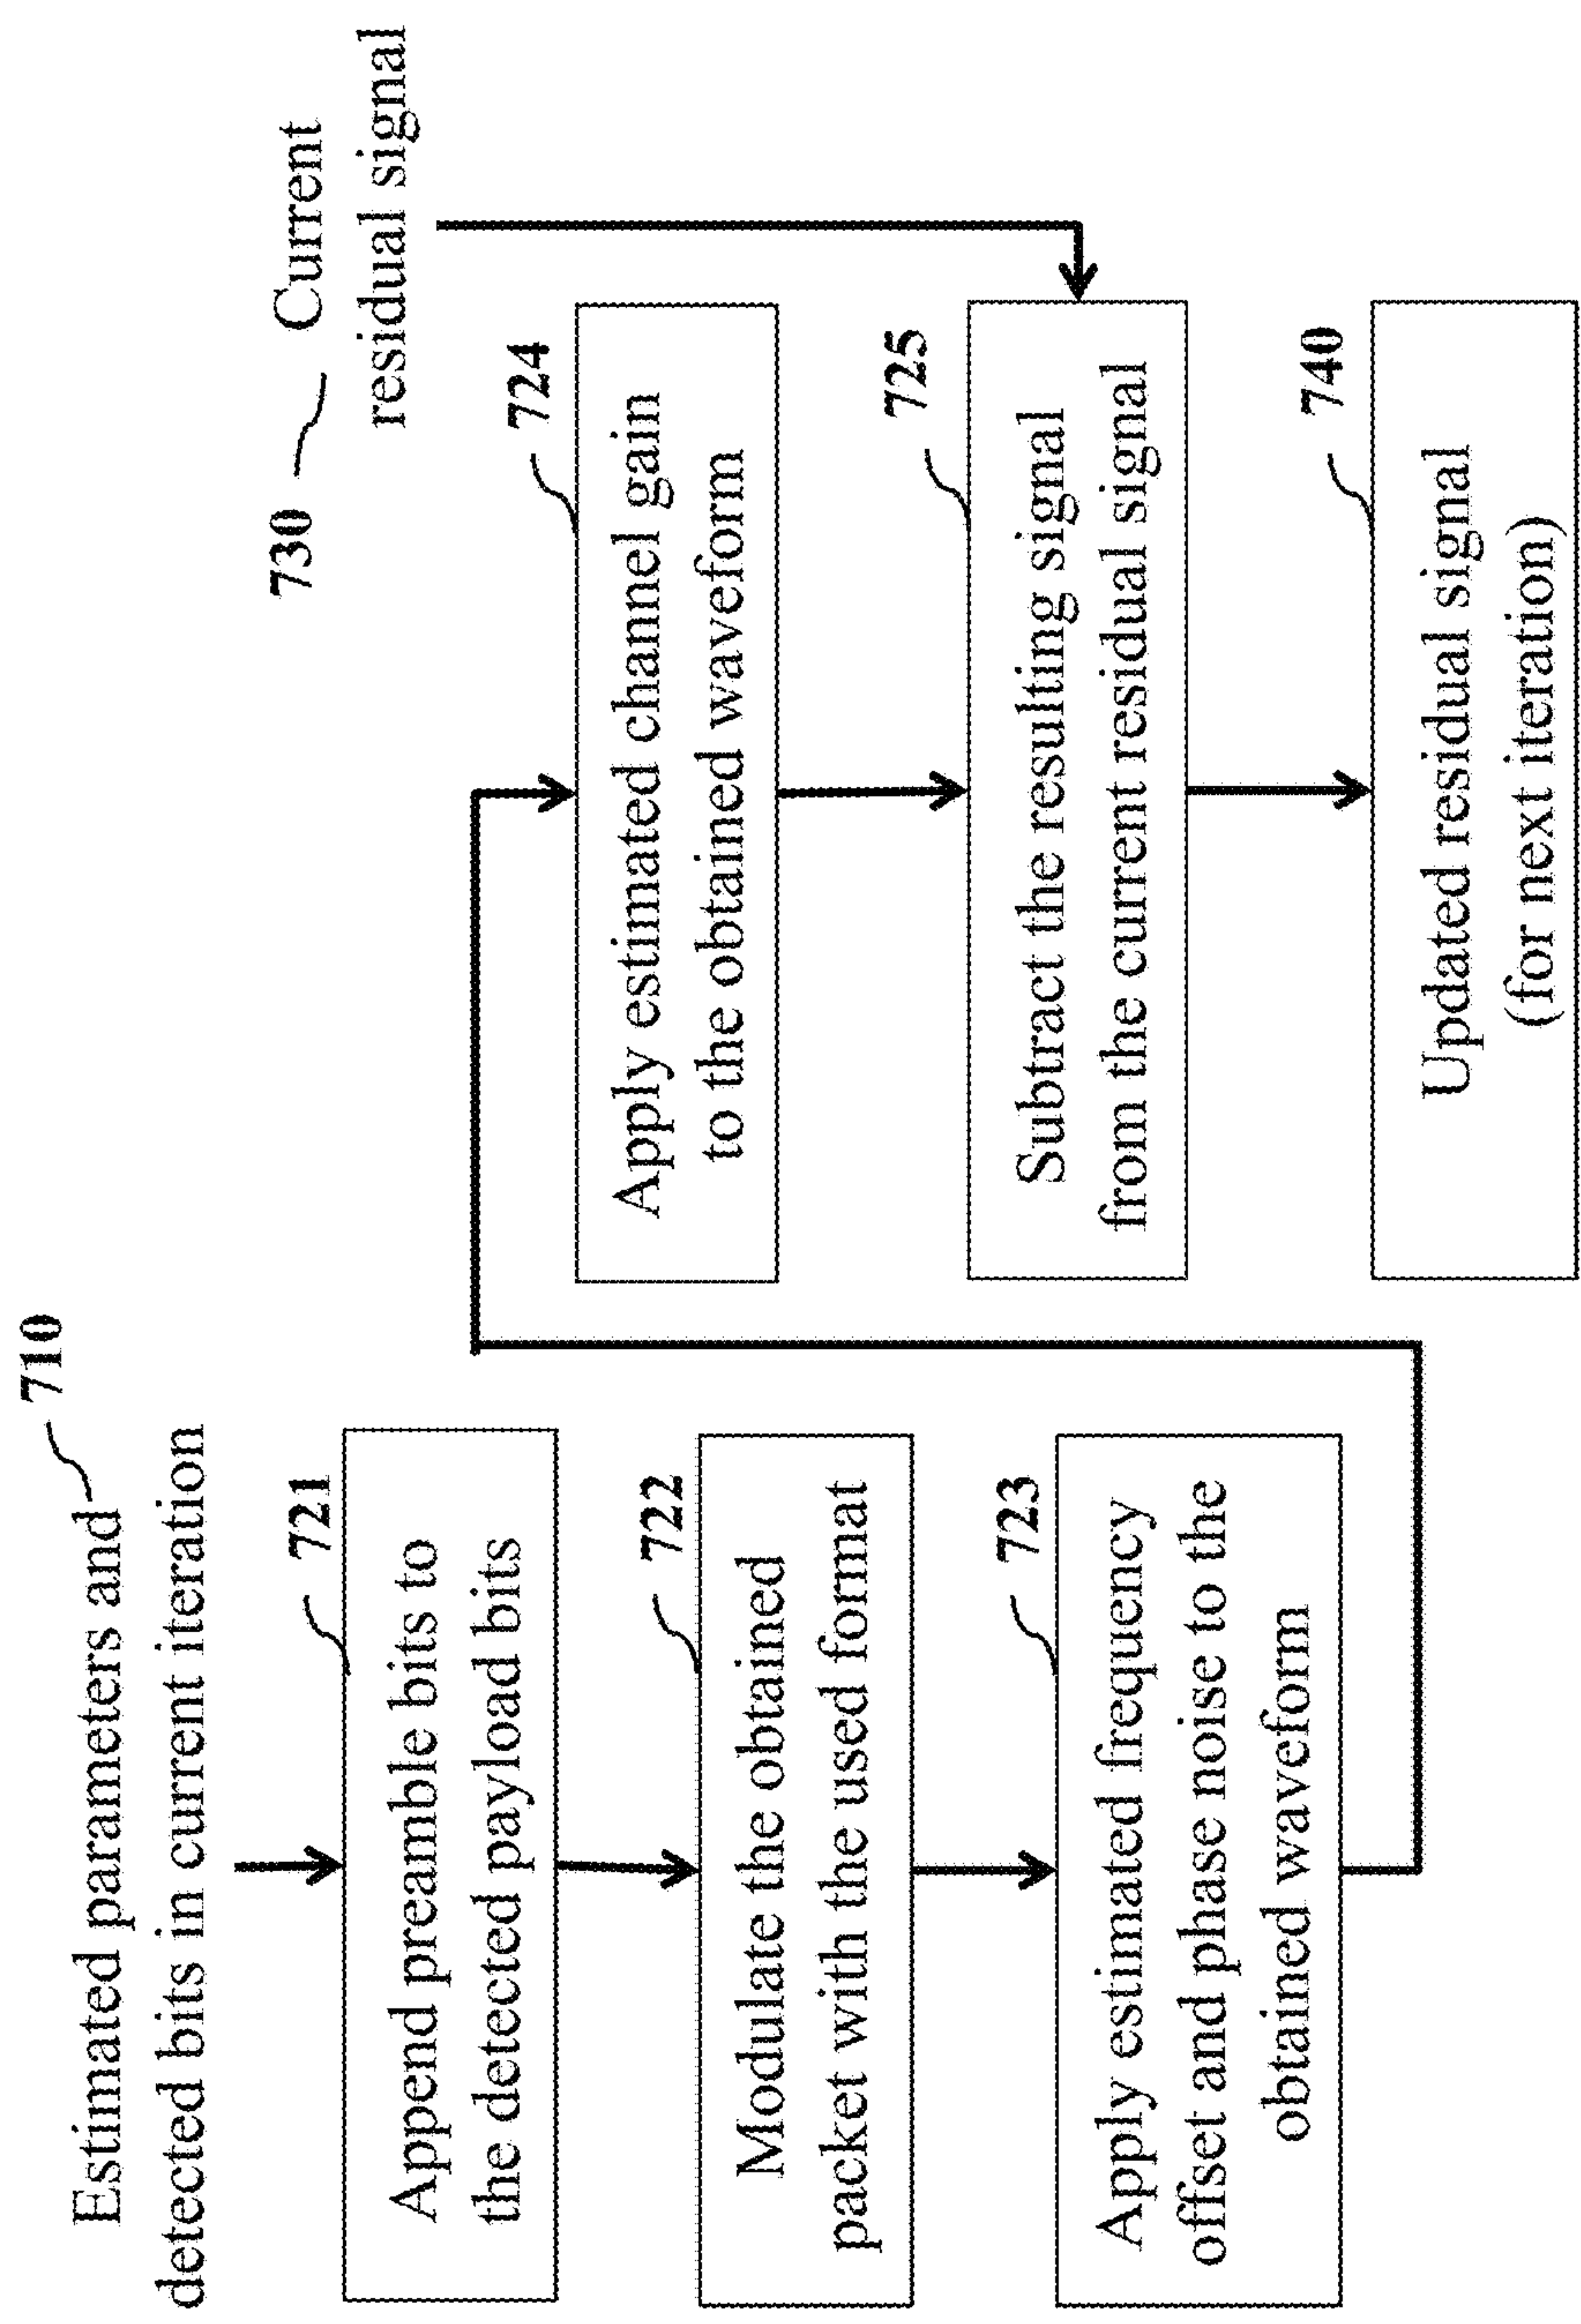 710
Estimated parameters and
detected bits in current iteration
721
Append preamble bits to
the detected payload bits
722
Modulate the obtained
packet with the used format
723
Apply estimated frequency
offset and phase noise to the
obtained waveform
730
Current
residual signal
724
Apply estimated channel gain
to the obtained waveform
725
Subtract the resulting signal
from the current residual signal
740
Updated residual signal
(for next iteration)